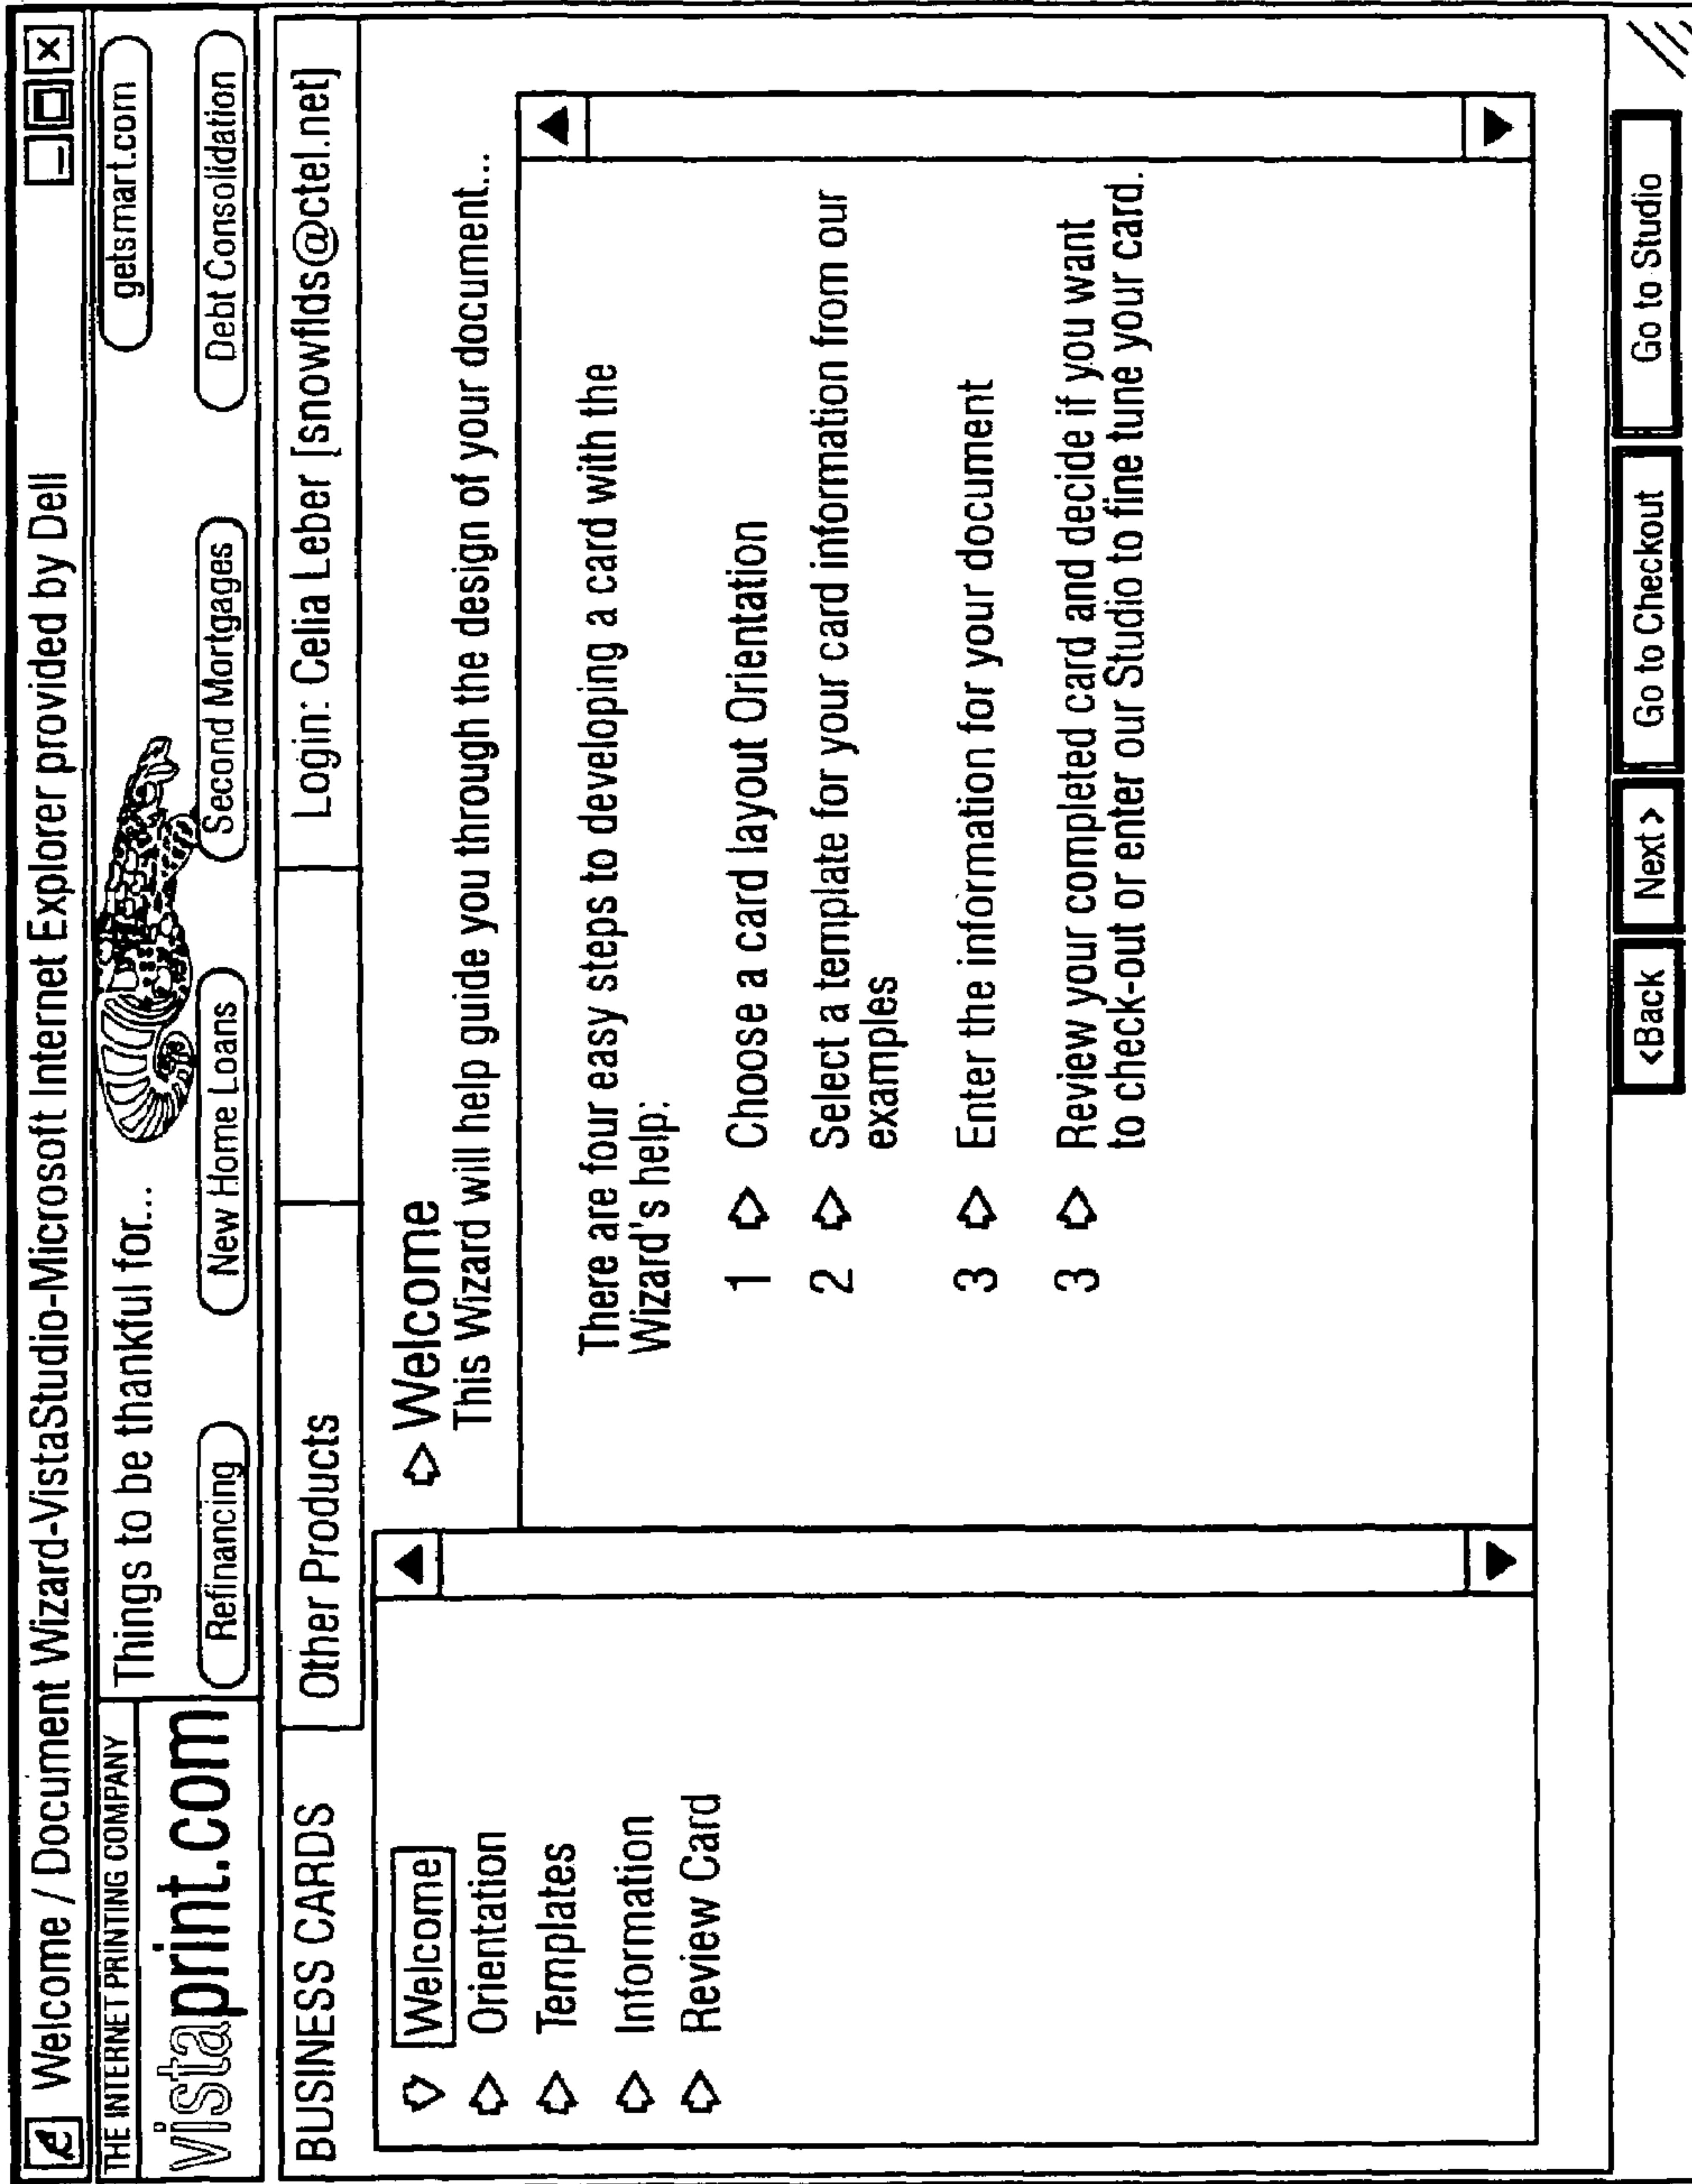 Welcome / Document Wizard-VistaStudio-Microsoft Internet Explorer provided by Dell
THE INTERNET PRINTING COMPANY
vistaprint.com
Things to be thankful for...
getsmart.com
Refinancing
New Home Loans
Second Mortgages
Debt Consolidation
BUSINESS CARDS
Other Products
Login: Celia Leber [snowflds@ctel.net]
Welcome
Orientation
Templates
Information
Review Card
Welcome
This Wizard will help guide you through the design of your document...
There are four easy steps to developing a card with the
Wizard's help:
1 Choose a card layout Orientation
2 Select a template for your card information from our
examples
3 Enter the information for your document
3 Review your completed card and decide if you want
to check-out or enter our Studio to fine tune your card.
<Back
Next >
Go to Checkout
Go to Studio